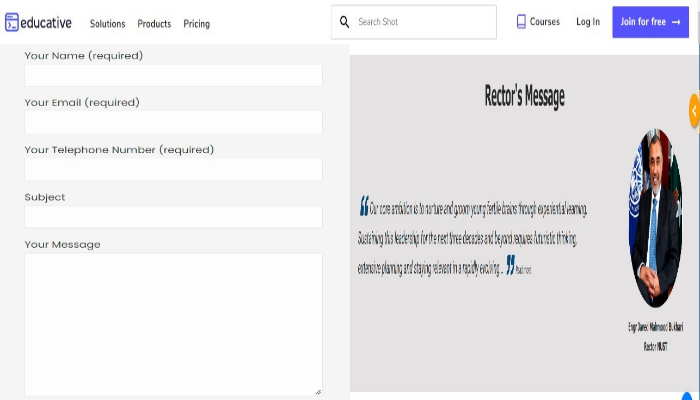 educative
Solutions Products Pricing
Search Shot
Courses
Log In
Join for free →
Your Name (required)
Your Email (required)
Your Telephone Number (required)
Subject
Your Message
Rector's Message
“ Our core ambition is to nurture and groom young fertile brains through experiential learning.
Sustaining this leadership for the next three decades and beyond requires futuristic thinking,
extensive planning and staying relevant in a rapidly evolving... ” Read more
Engr Javed Mahmood Bukhari
Rector NUST